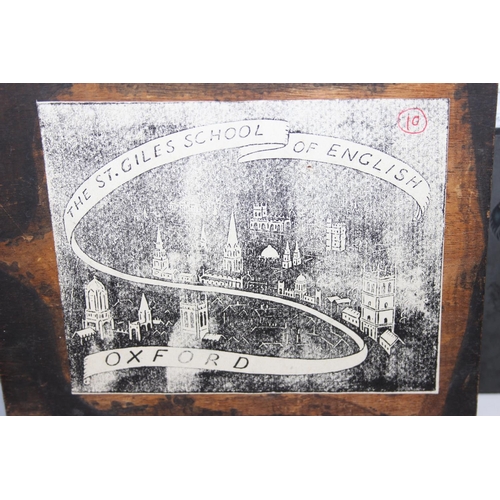 THE ST. GILES SCHOOL OF ENGLISH
OXFORD
10